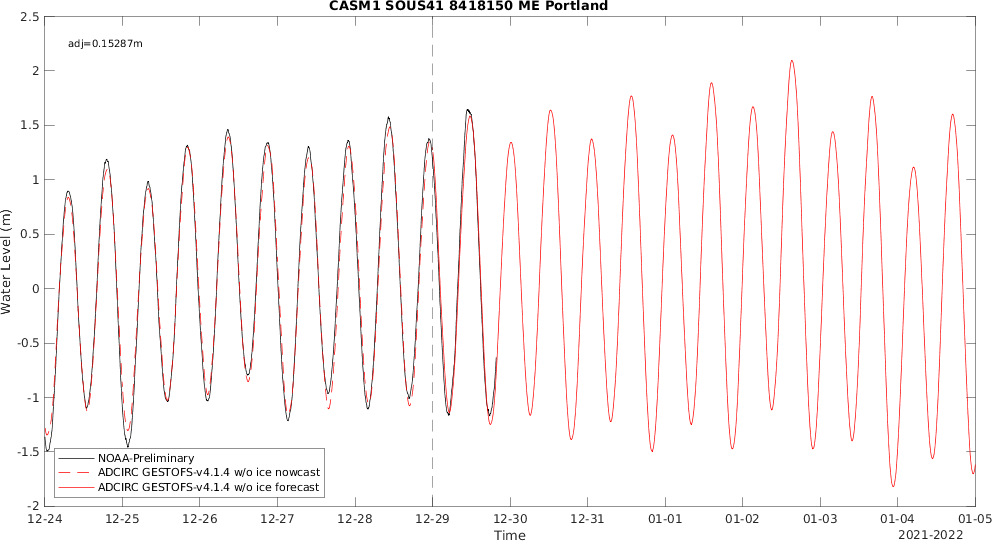 CASM1 SOUS41 8418150 ME Portland
adj=0.15287m
2.5
2
1.5
1
0.5
0
-0.5
-1
-1.5
-2
Water Level (m)
NOAA-Preliminary
ADCIRC GESTOFS-v4.1.4 w/o ice nowcast
ADCIRC GESTOFS-v4.1.4 w/o ice forecast
12-24 12-25 12-26 12-27 12-28 12-29 12-30 12-31 01-01 01-02 01-03 01-04 01-05
Time
2021-2022